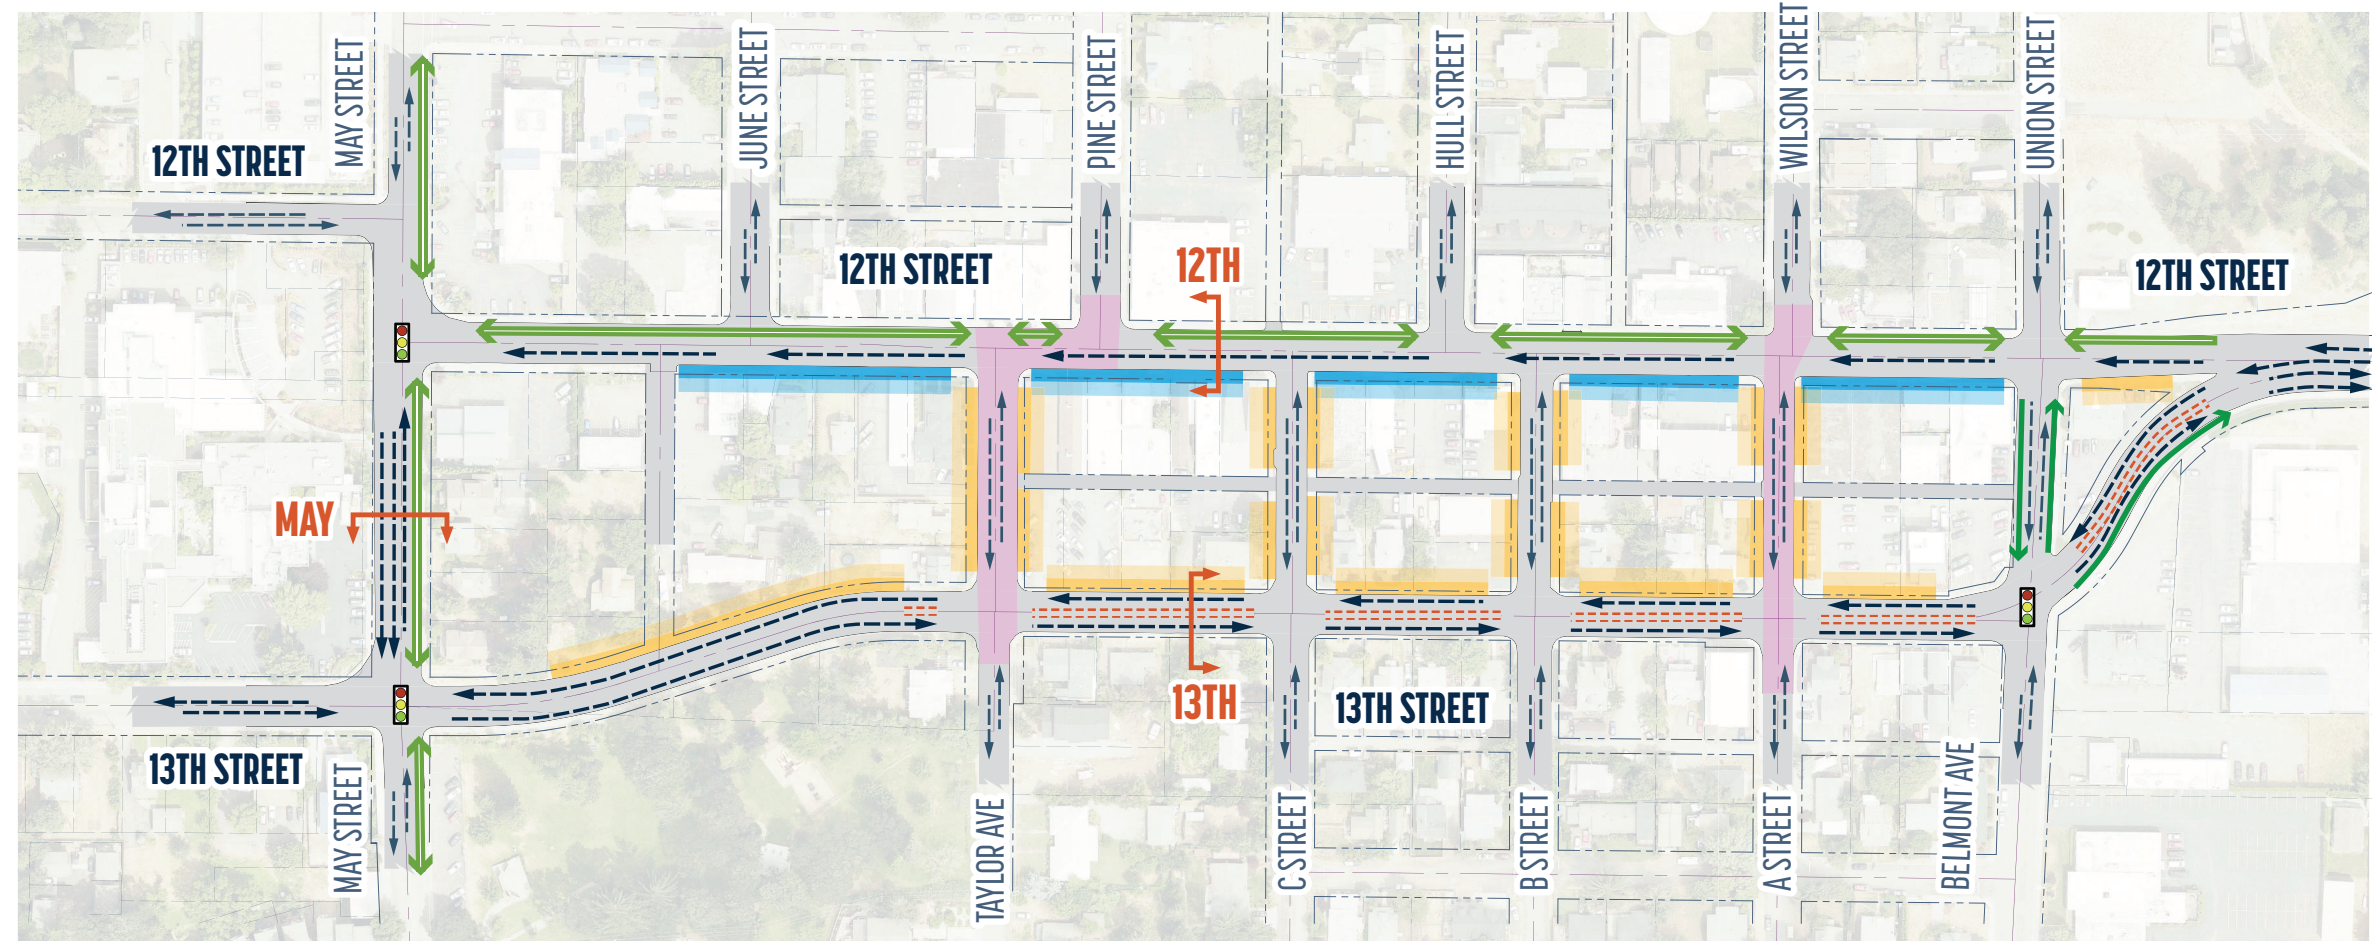 MAY STREET
JUNE STREET
PINE STREET
HULL STREET
WILSON STREET
UNION STREET
12TH STREET
12TH STREET
12TH
12TH STREET
MAY
13TH
13TH STREET
13TH STREET
MAY STREET
TAYLOR AVE
C STREET
B STREET
A STREET
BELMONT AVE